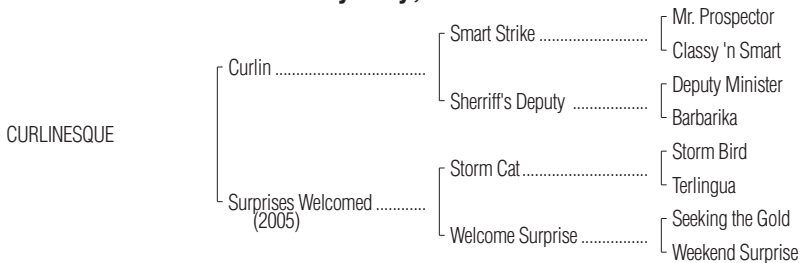 Mr. Prospector
Smart Strike ..........................
Classy 'n Smart
Curlin ...................................
Deputy Minister
Sherriff's Deputy ..................
Barbarika
CURLINESQUE
Storm Bird
Storm Cat..............................
Terlingua
Surprises Welcomed ............
(2005)
Seeking the Gold
Welcome Surprise ................
Weekend Surprise